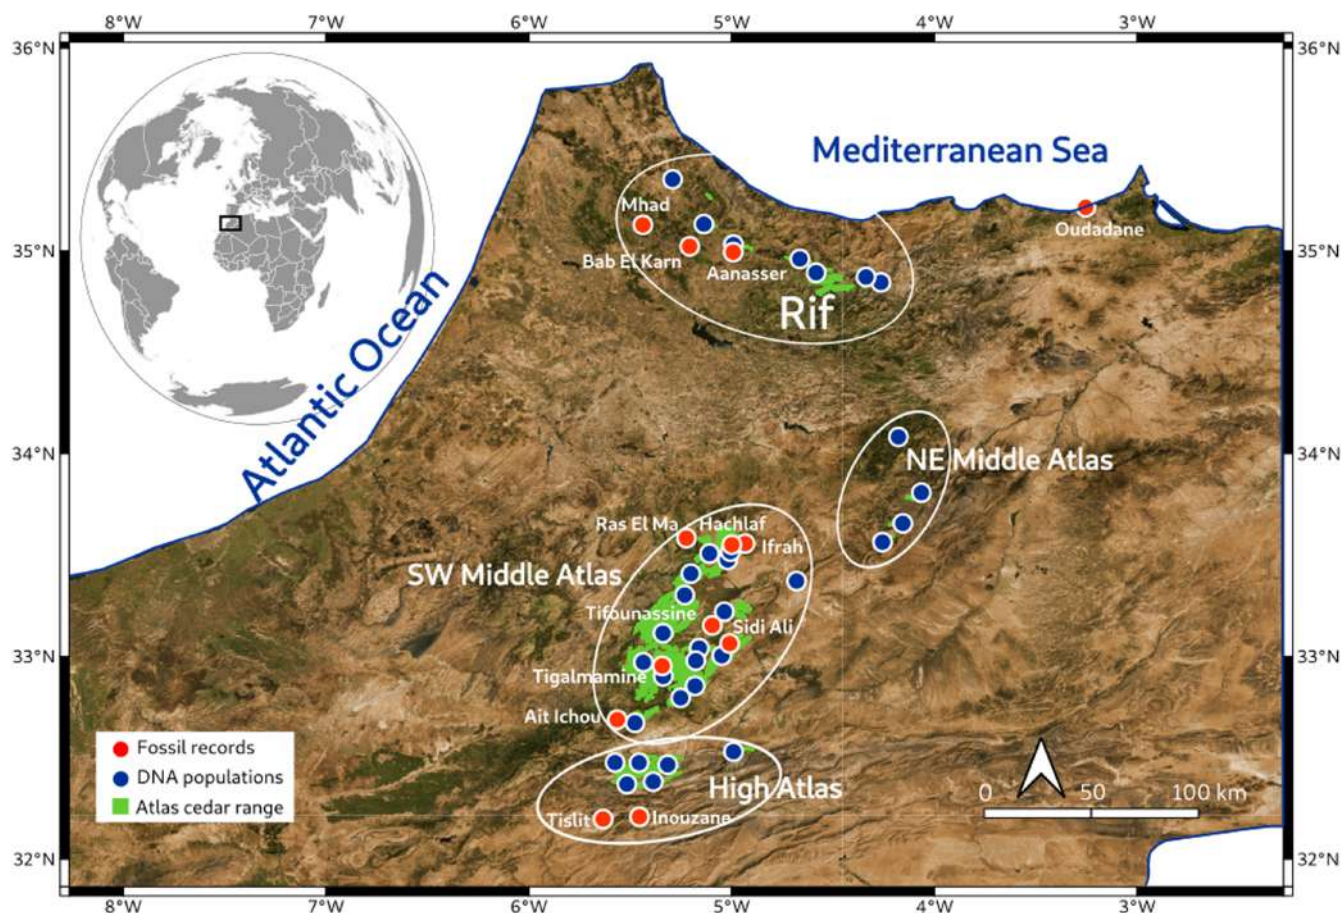 8°W 7°W 6°W 5°W 4°W 3°W
36°N 36°N
Mediterranean Sea
Mhad
Oudadane
35°N 35°N
Bab El Karn
Aanasser
Rif
Atlantic Ocean
34°N 34°N
NE Middle Atlas
Ras El Ma Hachlaf
Ifrah
SW Middle Atlas
Tifounassine
Sidi Ali
33°N 33°N
Tigalmamine
Ait Ichou
Fossil records
DNA populations
Atlas cedar range
High Atlas
0 50 100 km
Tislit Inouzane
32°N 32°N
8°W 7°W 6°W 5°W 4°W 3°W